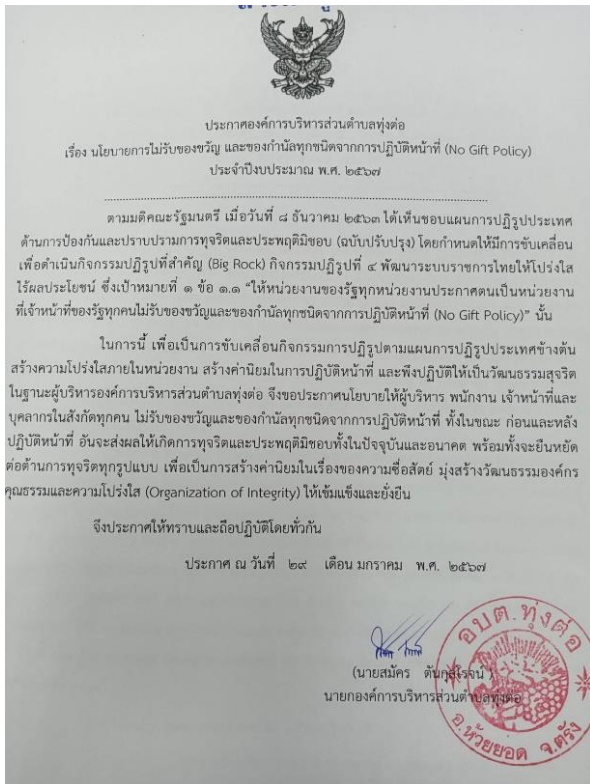 ประกาศองค์การบริหารส่วนตำบลทุ่งต่อ
เรื่อง นโยบายการไม่รับของขวัญ และของกำนัลทุกชนิดจากการปฏิบัติหน้าที่ (No Gift Policy)
ประจำปีงบประมาณ พ.ศ. ๒๕๖๗
ตามมติคณะรัฐมนตรี เมื่อวันที่ ๘ ธันวาคม ๒๕๖๓ ได้เห็นชอบแผนการปฏิรูปประเทศ
ด้านการป้องกันและปราบปรามการทุจริตและประพฤติมิชอบ (ฉบับปรับปรุง) โดยกำหนดให้มีการขับเคลื่อน
เพื่อดำเนินกิจกรรมปฏิรูปที่สำคัญ (Big Rock) กิจกรรมปฏิรูปที่ ๔ พัฒนาระบบราชการไทยให้โปร่งใส
ไร้ผลประโยชน์ ซึ่งเป้าหมายที่ ๑ ข้อ ๑.๑ "ให้หน่วยงานของรัฐทุกหน่วยงานประกาศตนเป็นหน่วยงาน
ที่เจ้าหน้าที่ของรัฐทุกคนไม่รับของขวัญและของกำนัลทุกชนิดจากการปฏิบัติหน้าที่ (No Gift Policy)" นั้น
ในการนี้ เพื่อเป็นการขับเคลื่อนกิจกรรมการปฏิรูปตามแผนการปฏิรูปประเทศข้างต้น
สร้างความโปร่งใสภายในหน่วยงาน สร้างค่านิยมในการปฏิบัติหน้าที่ และพึงปฏิบัติให้เป็นวัฒนธรรมสุจริต
ในฐานะผู้บริหารองค์การบริหารส่วนตำบลทุ่งต่อ จึงขอประกาศนโยบายให้ผู้บริหาร พนักงาน เจ้าหน้าที่และ
บุคลากรในสังกัดทุกคน ไม่รับของขวัญและของกำนัลทุกชนิดจากการปฏิบัติหน้าที่ ทั้งในขณะ ก่อนและหลัง
ปฏิบัติหน้าที่ อันจะส่งผลให้เกิดการทุจริตและประพฤติมิชอบทั้งในปัจจุบันและอนาคต พร้อมทั้งจะยืนหยัด
ต่อต้านการทุจริตทุกรูปแบบ เพื่อเป็นการสร้างค่านิยมในเรื่องของความซื่อสัตย์ มุ่งสร้างวัฒนธรรมองค์กร
คุณธรรมและความโปร่งใส (Organization of Integrity) ให้เข้มแข็งและยั่งยืน
จึงประกาศให้ทราบและถือปฏิบัติโดยทั่วกัน
ประกาศ ณ วันที่ ๒๙ เดือน มกราคม พ.ศ. ๒๕๖๗
(นายสมัคร ตันกุลโรจน์)
นายกองค์การบริหารส่วนตำบลทุ่งต่อ
อบต.ทุ่งต่อ
อ.ห้วยยอด จ.ตรัง